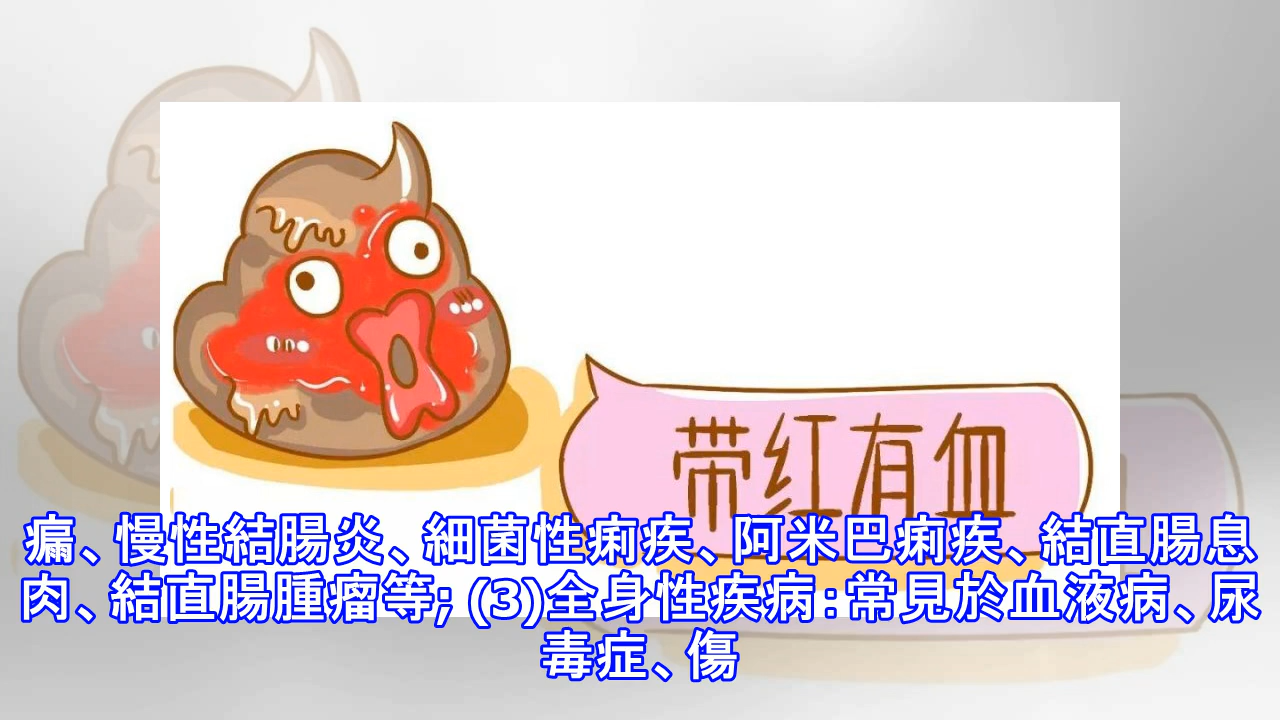 带红有血
瘺、慢性結腸炎、細菌性痢疾、阿米巴痢疾、結直腸息
肉、結直腸腫瘤等; (3)全身性疾病:常見於血液病、尿
毒症、傷